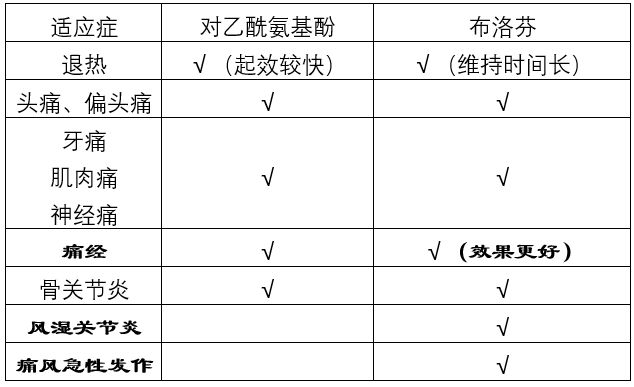 适应症 对乙酰氨基酚 布洛芬
退热 √（起效较快） √（维持时间长）
头痛、偏头痛 √ √
牙痛
肌肉痛 √ √
神经痛
痛经 √ √（效果更好）
骨关节炎 √ √
风湿关节炎 √
痛风急性发作 √